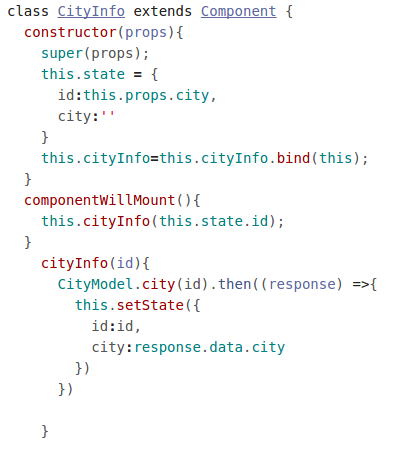 class CityInfo extends Component {
  constructor(props){
    super(props);
    this.state = {
      id:this.props.city,
      city:''
    }
    this.cityInfo=this.cityInfo.bind(this);
  }
  componentWillMount(){
    this.cityInfo(this.state.id);
  }
    cityInfo(id){
      CityModel.city(id).then((response) =>{
        this.setState({
          id:id,
          city:response.data.city
        })
      })

    }